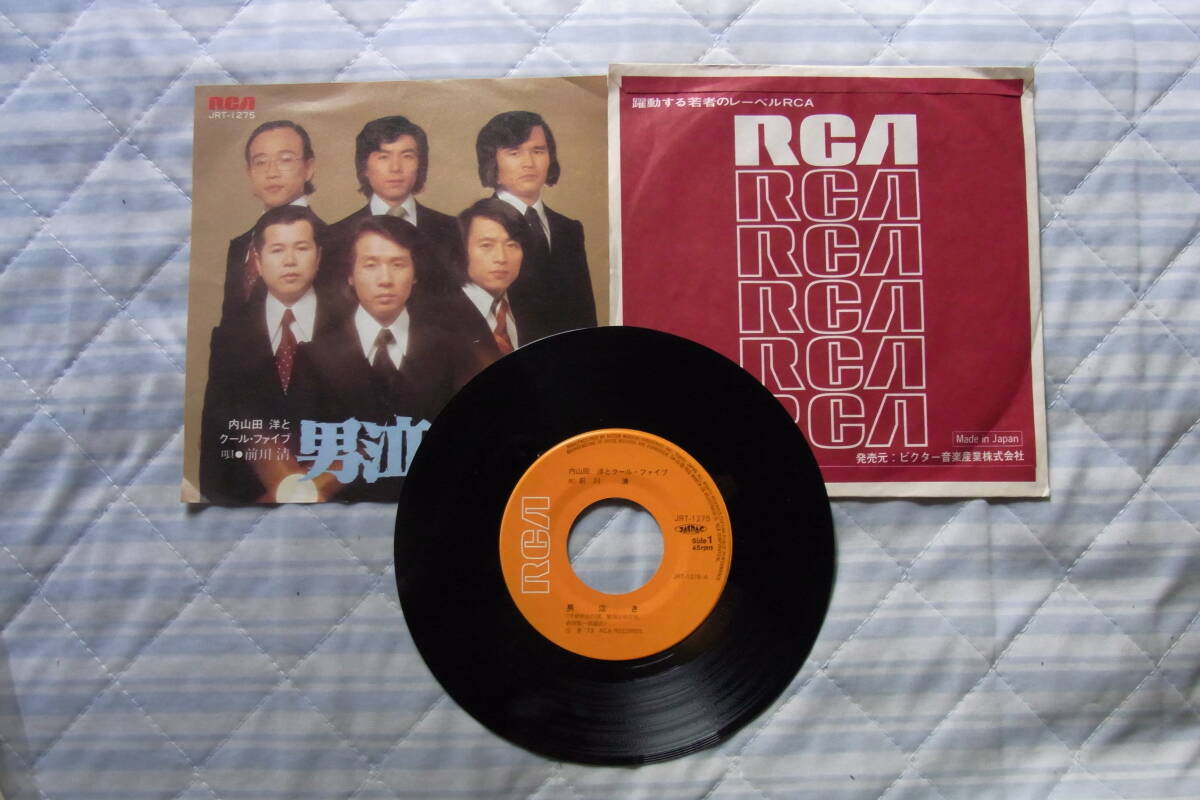 RCA
JRT-1275
内山田 洋と
クール・ファイブ
唄●前川 清
男泣
躍動する若者のレーベルRCA
RCA
RCA
RCA
RCA
RCA
RCA
Made in Japan
発売元：ビクター音楽産業株式会社
内山田 洋とクール・ファイブ
前川 清
RCA
JRT-1275
Side 1
45rpm
JRT-1275-A
男泣き
RCA RECORDS